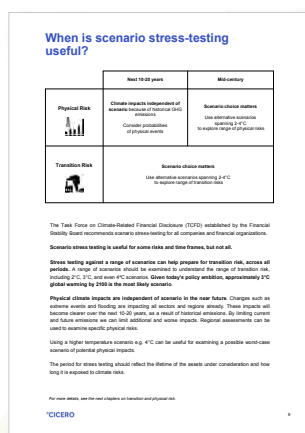 When is scenario stress-testing
useful?
Next 10-20 years
Mid-century
Physical Risk
Climate impacts independent of
scenario because of historical GHG
emissions
Consider probabilities
of physical events
Scenario choice matters
Use alternative scenarios
spanning 2-4°C
to explore range of physical risks
Transition Risk
Scenario choice matters
Use alternative scenarios spanning 2-4°C
to explore range of transition risks
The Task Force on Climate-Related Financial Disclosure (TCFD) established by the Financial
Stability Board recommends scenario stress-testing for all companies and financial organizations.
Scenario stress testing is useful for some risks and time frames, but not all.
Stress testing against a range of scenarios can help prepare for transition risk, across all
periods. A range of scenarios should be examined to understand the range of transition risk,
including 2°C, 3°C, and even 4°C scenarios. Given today's policy ambition, approximately 3°C
global warming by 2100 is the most likely scenario.
Physical climate impacts are independent of scenario in the near future. Changes such as
extreme events and flooding are impacting all sectors and regions already. These impacts will
become clearer over the next 10-20 years, as a result of historical emissions. By limiting current
and future emissions we can limit additional and worse impacts. Regional assessments can be
used to examine specific physical risks.
Using a higher temperature scenario e.g. 4°C can be useful for examining a possible worst-case
scenario of potential physical impacts.
The period for stress testing should reflect the lifetime of the assets under consideration and how
long it is exposed to climate risks.
For more details, see the next chapters on transition and physical risk.
°CICERO